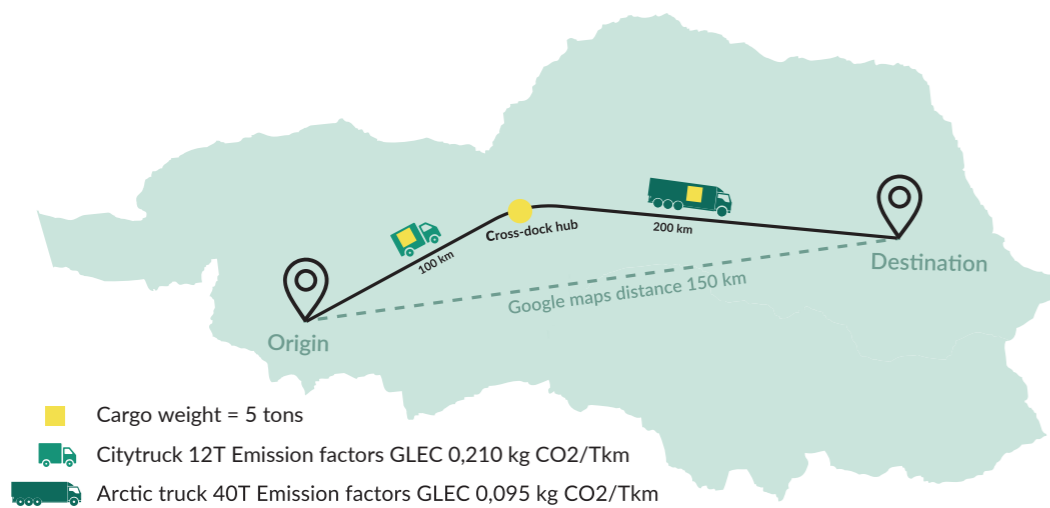 Cross-dock hub
100 km
200 km
Destination
Google maps distance 150 km
Origin
Cargo weight = 5 tons
Citytruck 12T Emission factors GLEC 0,210 kg CO2/Tkm
Arctic truck 40T Emission factors GLEC 0,095 kg CO2/Tkm